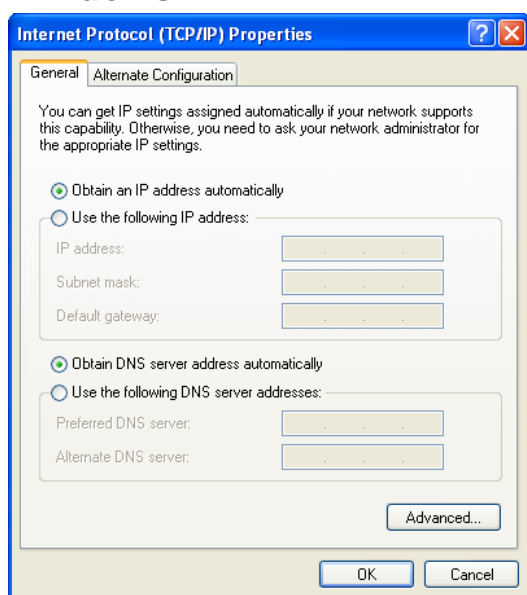 Internet Protocol (TCP/IP) Properties
General
Alternate Configuration
You can get IP settings assigned automatically if your network supports
this capability. Otherwise, you need to ask your network administrator for
the appropriate IP settings.
Obtain an IP address automatically
Use the following IP address:
IP address:
Subnet mask:
Default gateway:
Obtain DNS server address automatically
Use the following DNS server addresses:
Preferred DNS server:
Alternate DNS server:
Advanced...
OK
Cancel